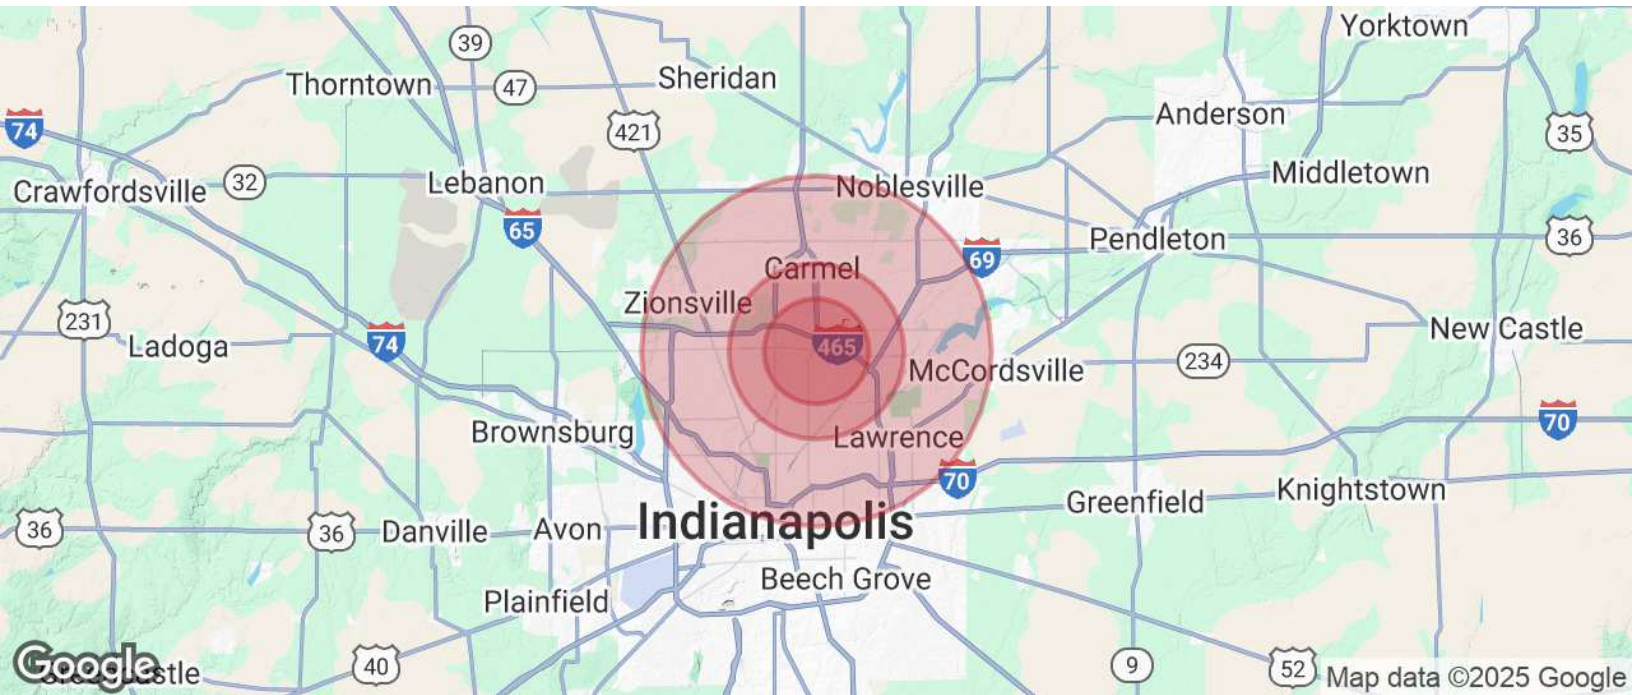 Yorktown
39
Thorntown
47
Sheridan
74
421
Anderson
35
Crawfordsville
32
Lebanon
Noblesville
Middletown
65
Pendleton
36
69
Carmel
Zionsville
231
Ladoga
74
465
McCordsville
234
New Castle
70
Brownsburg
Lawrence
70
Greenfield
Knightstown
36
36
Danville
Avon
Indianapolis
Beech Grove
Plainfield
Google
Greencastle
40
9
52
Map data ©2025 Google